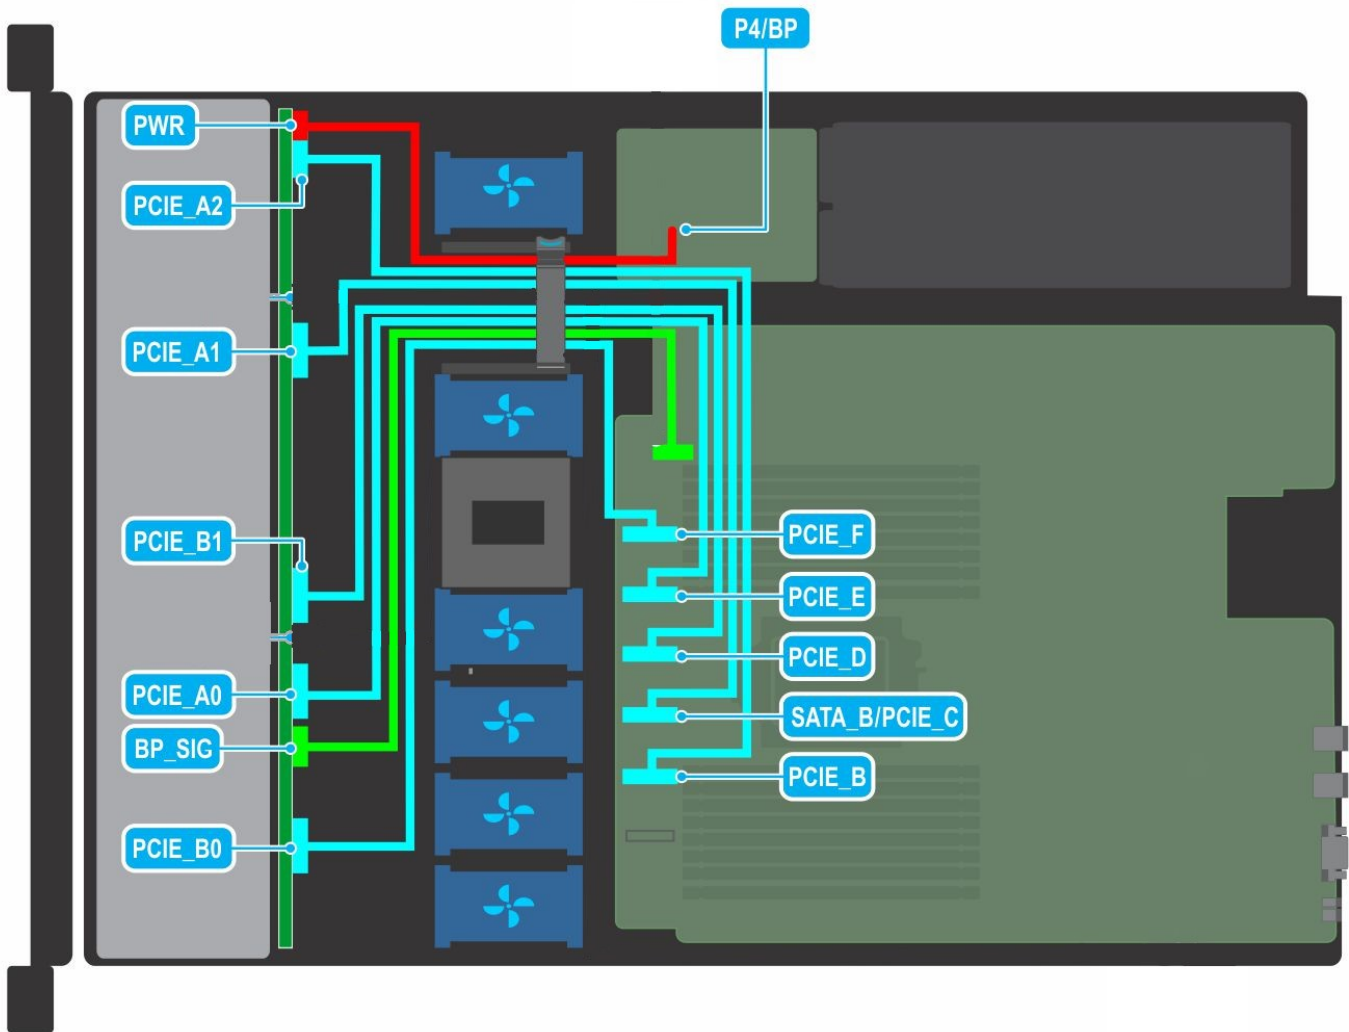 P4/BP
PWR
PCIE_A2
PCIE_A1
PCIE_B1
PCIE_A0
BP_SIG
PCIE_B0
PCIE_F
PCIE_E
PCIE_D
SATA_B/PCIE_C
PCIE_B